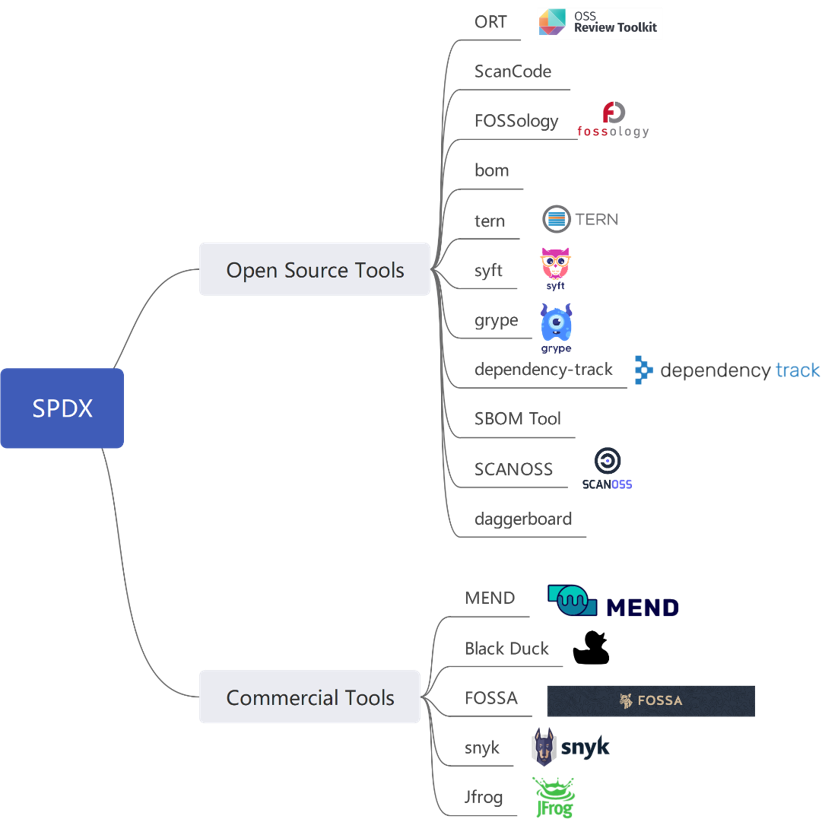 SPDX
Open Source Tools
ORT
OSS
Review Toolkit
ScanCode
FOSSology
fossology
bom
tern
TERN
syft
syft
grype
grype
dependency-track
dependency track
SBOM Tool
SCANOSS
SCANOSS
daggerboard
Commercial Tools
MEND
MEND
Black Duck
FOSSA
FOSSA
snyk
snyk
Jfrog
JFrog